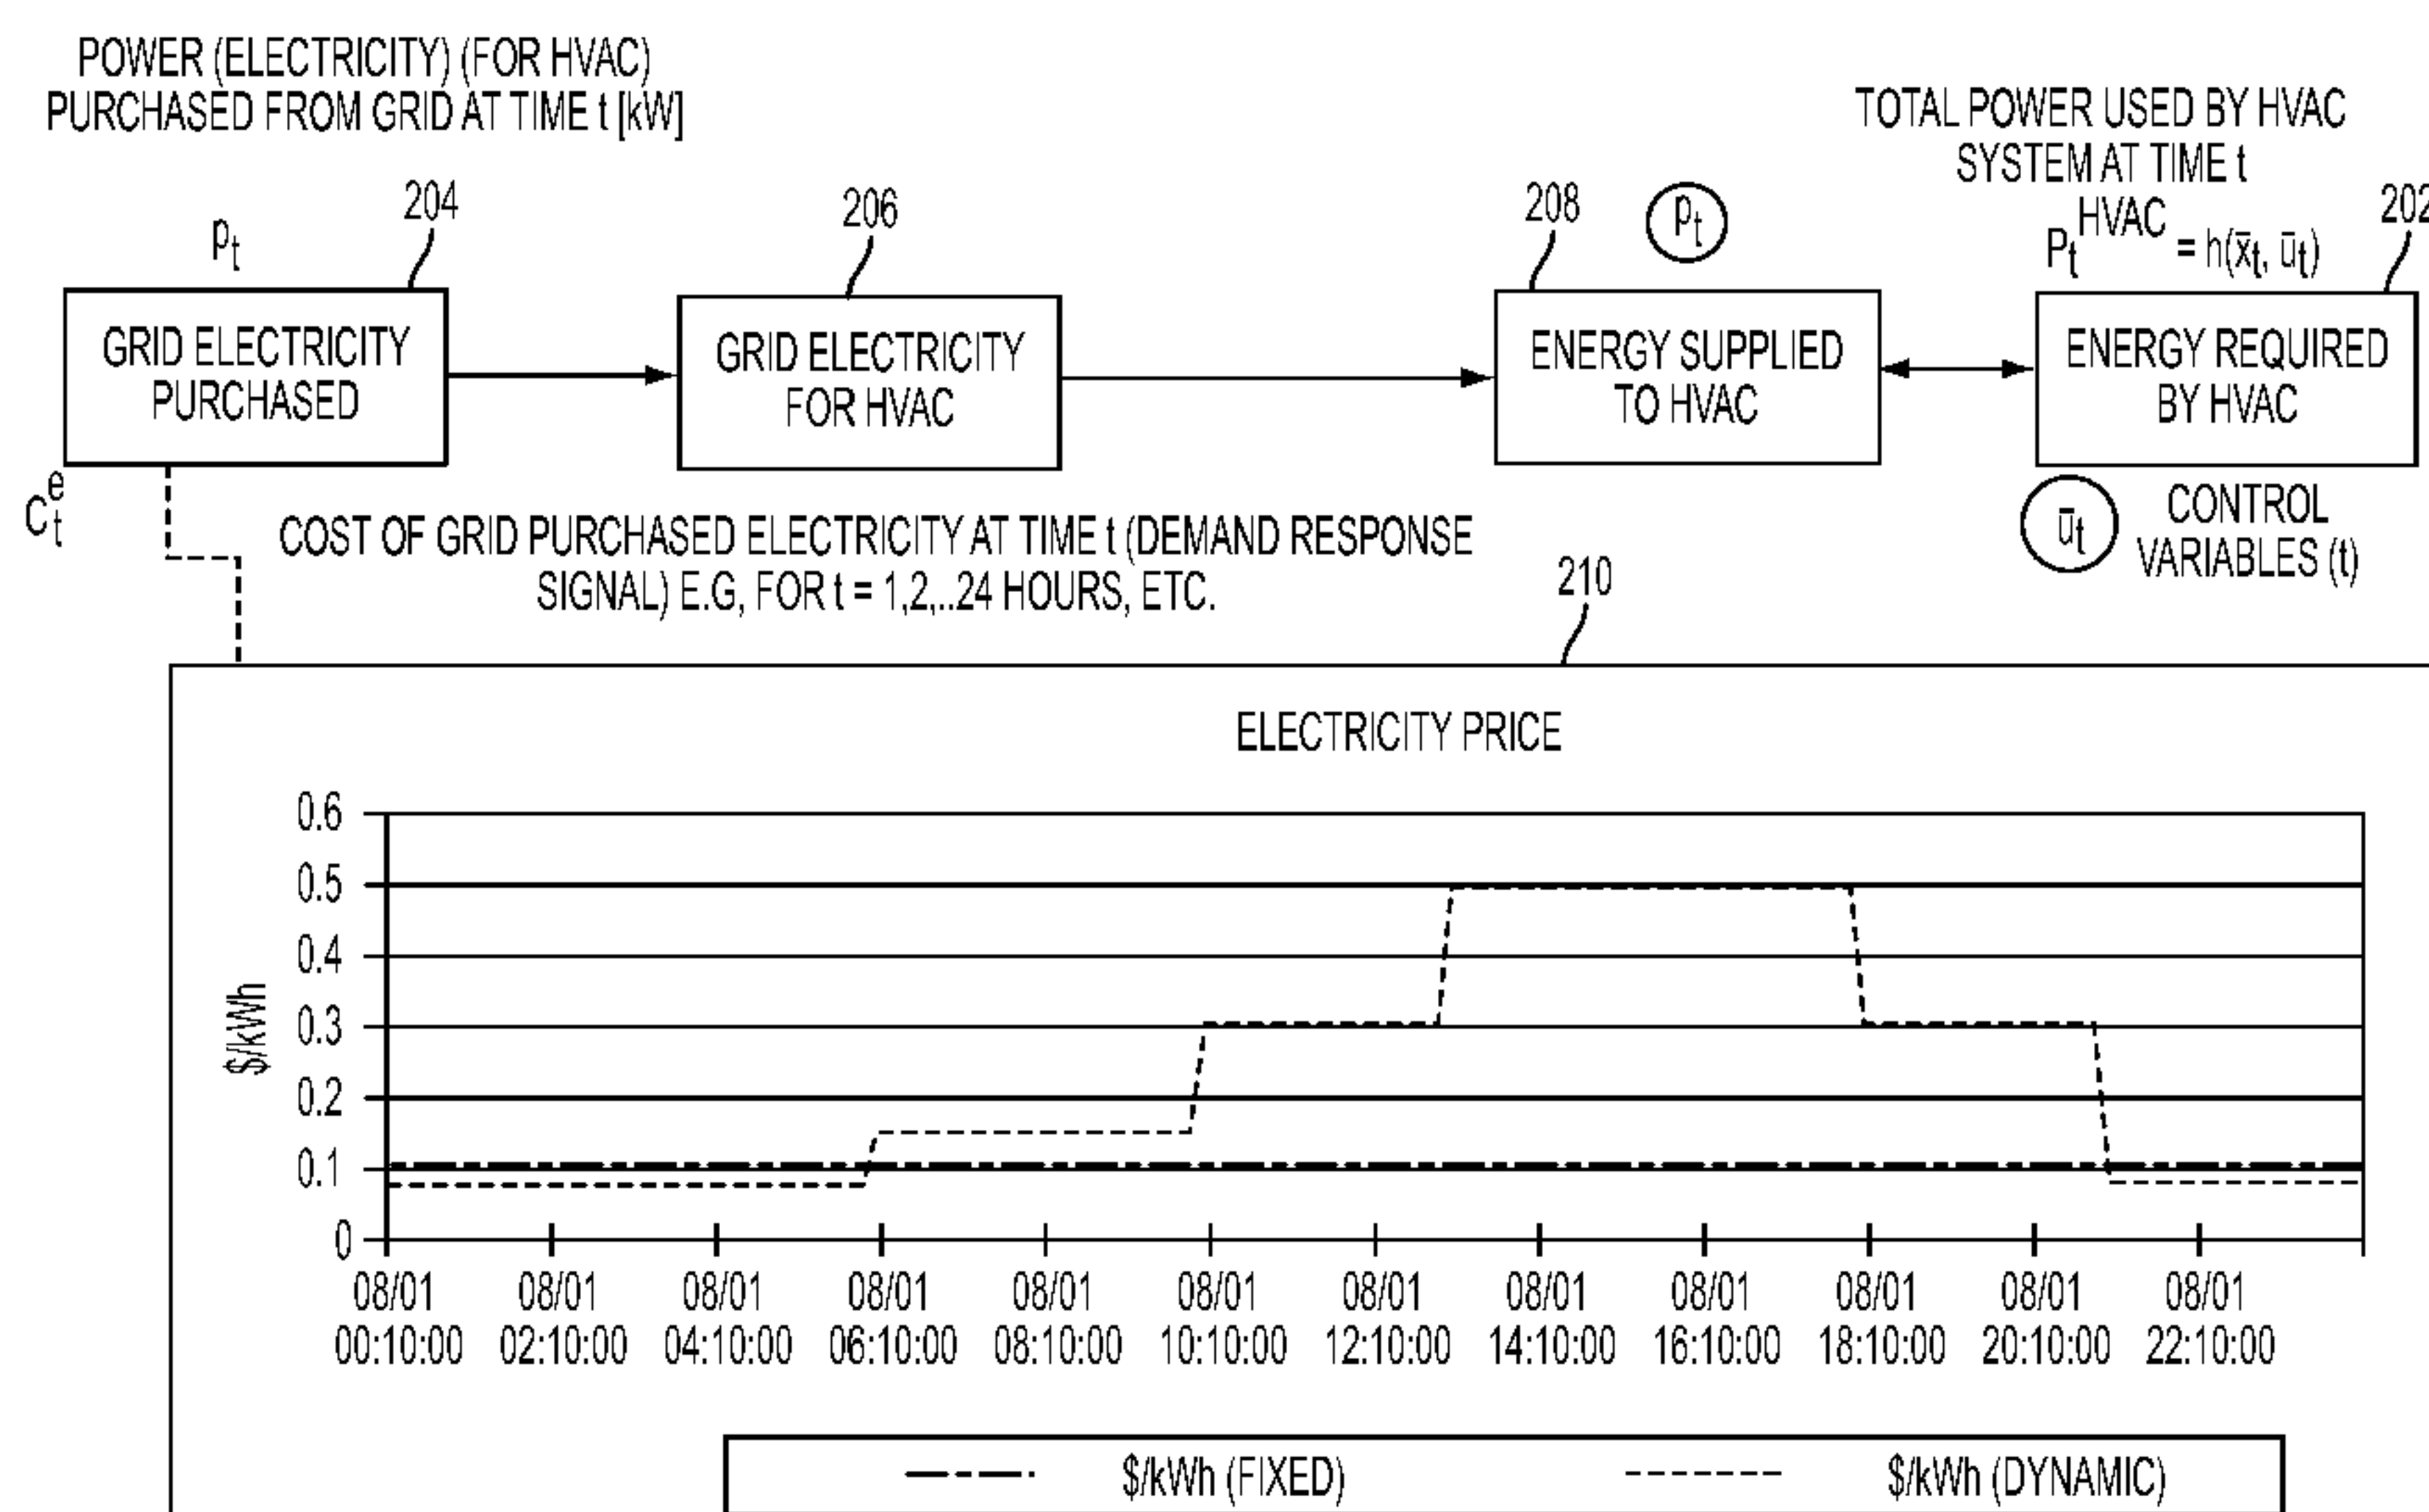 POWER (ELECTRICITY) (FOR HVAC)
PURCHASED FROM GRID AT TIME t [kW]
TOTAL POWER USED BY HVAC
SYSTEM AT TIME t
p_t
204
206
208
P_t
P_t^HVAC = h(x̄_t, ū_t)
202
GRID ELECTRICITY
PURCHASED
GRID ELECTRICITY
FOR HVAC
ENERGY SUPPLIED
TO HVAC
ENERGY REQUIRED
BY HVAC
C_t^e
COST OF GRID PURCHASED ELECTRICITY AT TIME t (DEMAND RESPONSE
SIGNAL) E.G, FOR t = 1,2,..24 HOURS, ETC.
ū_t
CONTROL
VARIABLES (t)
210
ELECTRICITY PRICE
$/kWh
0.6
0.5
0.4
0.3
0.2
0.1
0
08/01 08/01 08/01 08/01 08/01 08/01 08/01 08/01 08/01 08/01 08/01 08/01
00:10:00 02:10:00 04:10:00 06:10:00 08:10:00 10:10:00 12:10:00 14:10:00 16:10:00 18:10:00 20:10:00 22:10:00
$/kWh (FIXED) $/kWh (DYNAMIC)